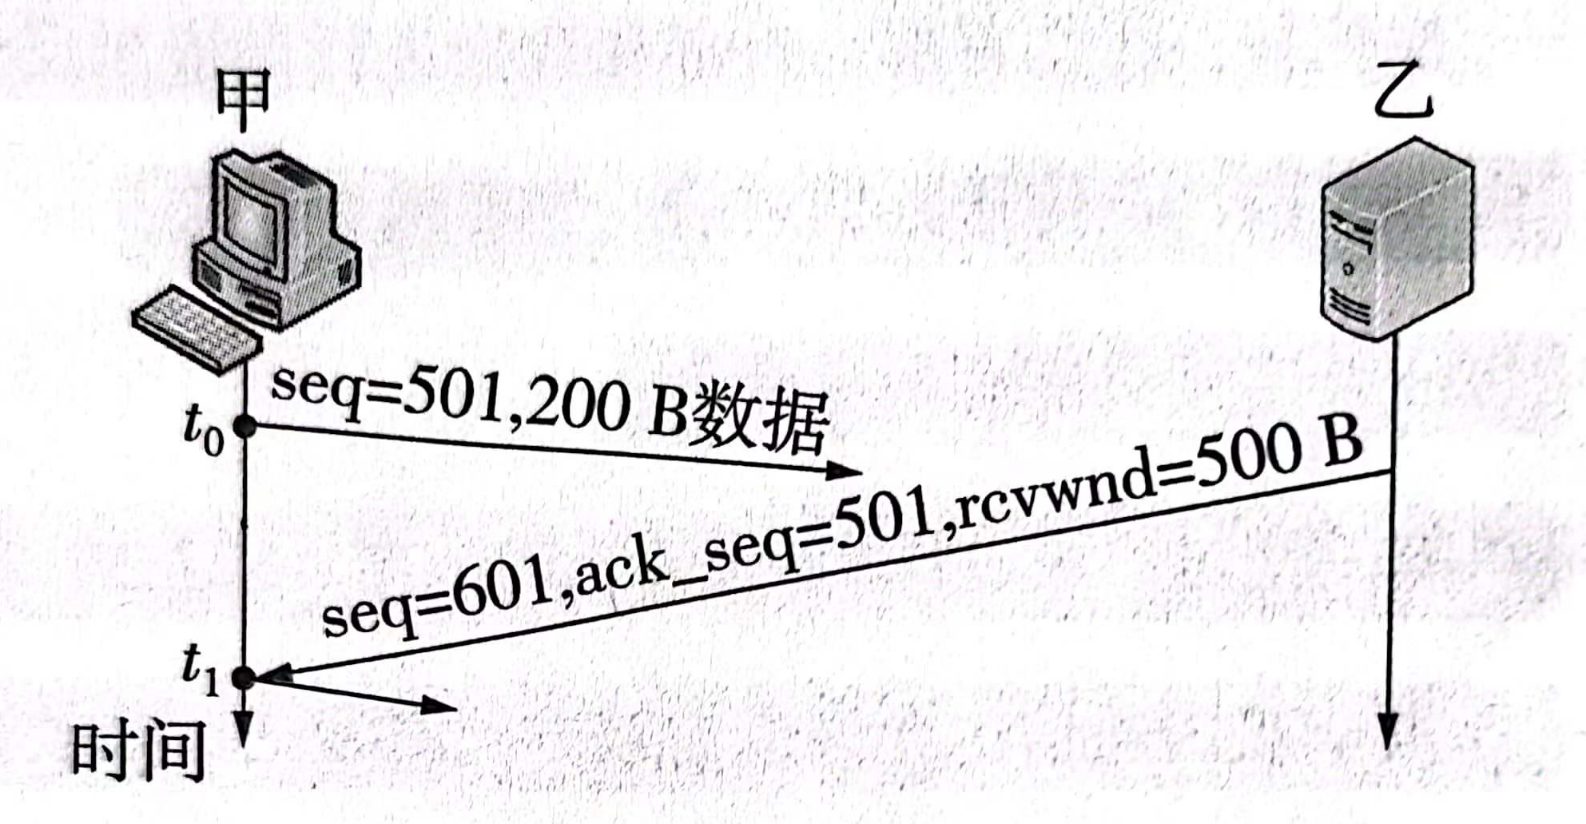 甲
乙
seq=501,200 B数据
t₀
seq=601,ack_seq=501,rcvwnd=500 B
t₁
时间